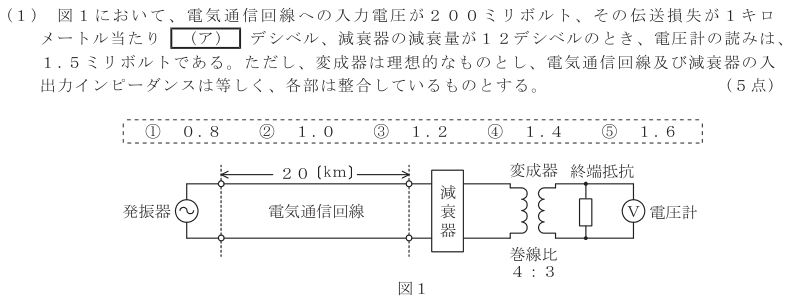 (1) 図1において、電気通信回線への入力電圧が200ミリボルト、その伝送損失が1キロ
メートル当たり (ア) デシベル、減衰器の減衰量が12デシベルのとき、電圧計の読みは、
1.5ミリボルトである。ただし、変成器は理想的なものとし、電気通信回線及び減衰器の入
出力インピーダンスは等しく、各部は整合しているものとする。 (5点)
① 0.8 ② 1.0 ③ 1.2 ④ 1.4 ⑤ 1.6
20〔km〕
変成器 終端抵抗
発振器 電気通信回線 減衰器 V 電圧計
巻線比
4:3
図1